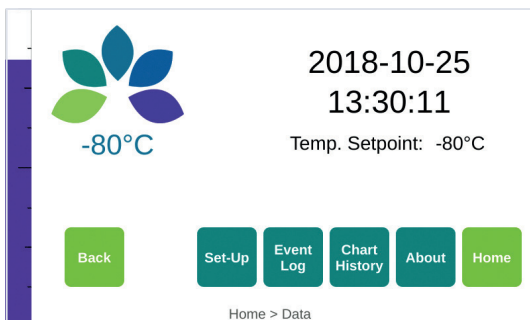 2018-10-25
13:30:11
-80°C
Temp. Setpoint: -80°C
Back
Set-Up
Event
Log
Chart
History
About
Home
Home > Data